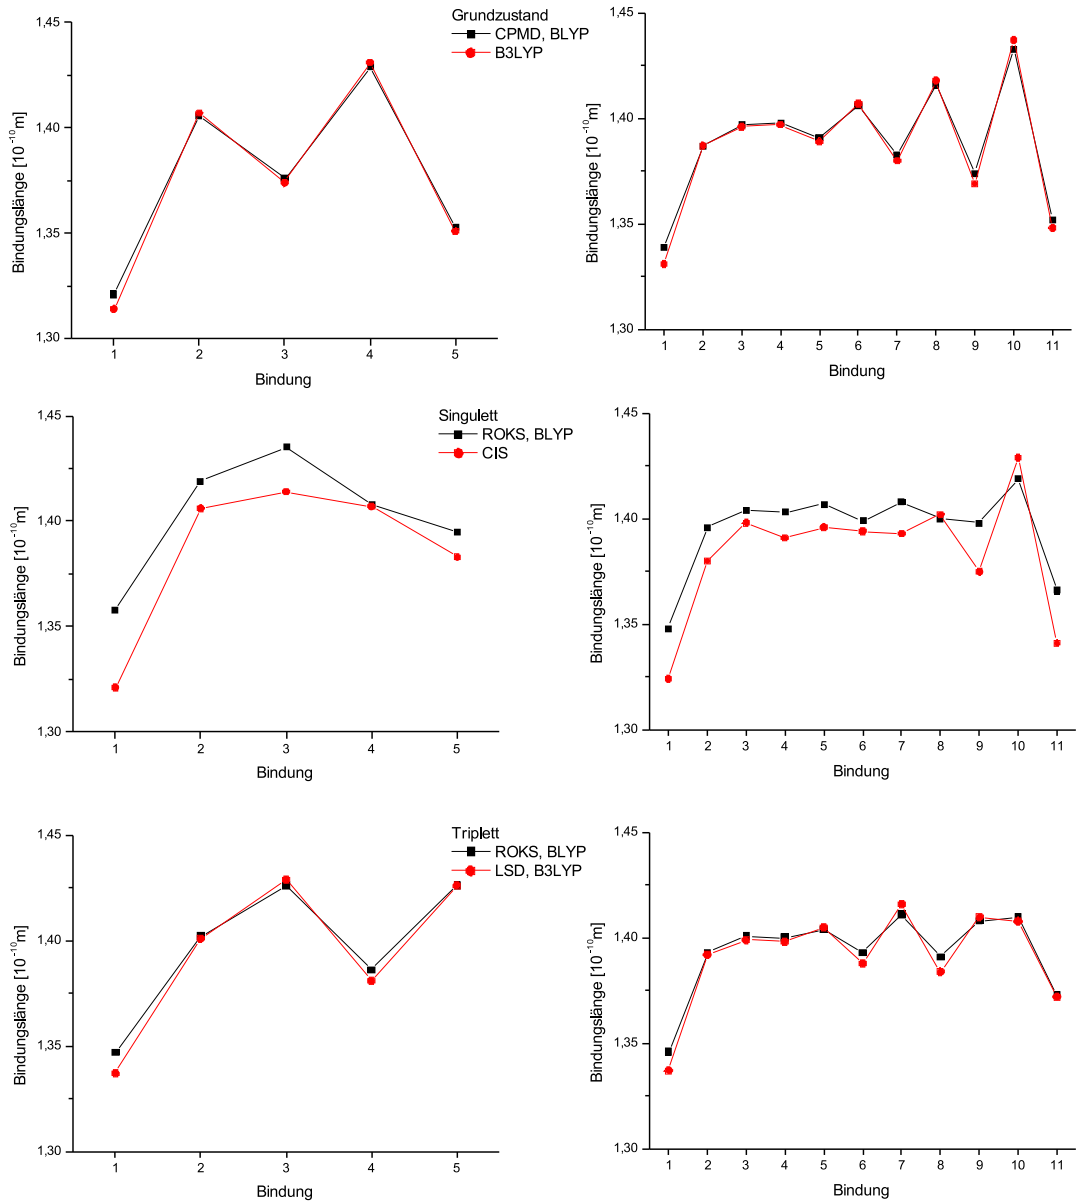 Grundzustand
CPMD, BLYP
B3LYP
Bindungslänge [10⁻¹⁰m]
1,45
1,40
1,35
1,30
1 2 3 4 5
Bindung
Bindungslänge [10⁻¹⁰m]
1,45
1,40
1,35
1,30
1 2 3 4 5 6 7 8 9 10 11
Bindung
Singulett
ROKS, BLYP
CIS
Bindungslänge [10⁻¹⁰m]
1,45
1,40
1,35
1,30
1 2 3 4 5
Bindung
Bindungslänge [10⁻¹⁰m]
1,45
1,40
1,35
1,30
1 2 3 4 5 6 7 8 9 10 11
Bindung
Triplett
ROKS, BLYP
LSD, B3LYP
Bindungslänge [10⁻¹⁰m]
1,45
1,40
1,35
1,30
1 2 3 4 5
Bindung
Bindungslänge [10⁻¹⁰m]
1,45
1,40
1,35
1,30
1 2 3 4 5 6 7 8 9 10 11
Bindung